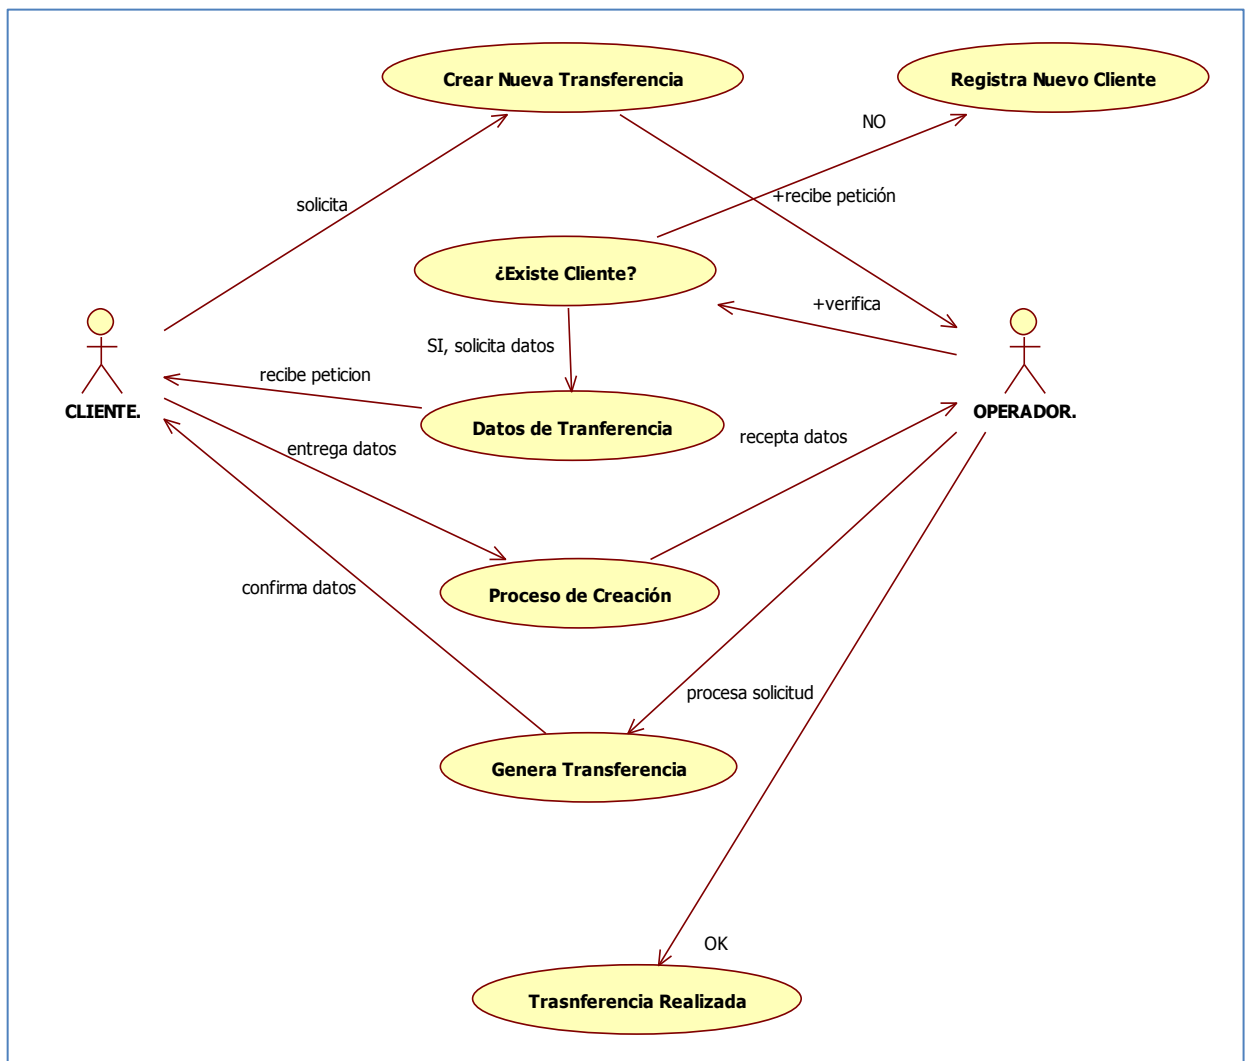 Crear Nueva Transferencia
Registra Nuevo Cliente
NO
+recibe petición
solicita
¿Existe Cliente?
+verifica
SI, solicita datos
recibe peticion
CLIENTE.
OPERADOR.
Datos de Tranferencia
recepta datos
entrega datos
confirma datos
Proceso de Creación
procesa solicitud
Genera Transferencia
OK
Trasnferencia Realizada